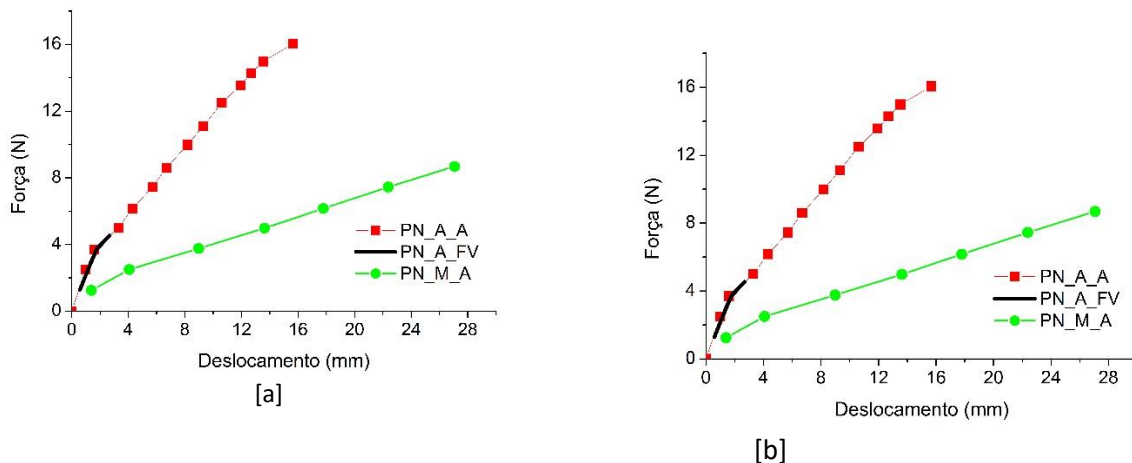 16
12
8
4
0
Força (N)
PN_A_A
PN_A_FV
PN_M_A
0 4 8 12 16 20 24 28
Deslocamento (mm)
[a]
16
12
8
4
0
Força (N)
PN_A_A
PN_A_FV
PN_M_A
0 4 8 12 16 20 24 28
Deslocamento (mm)
[b]